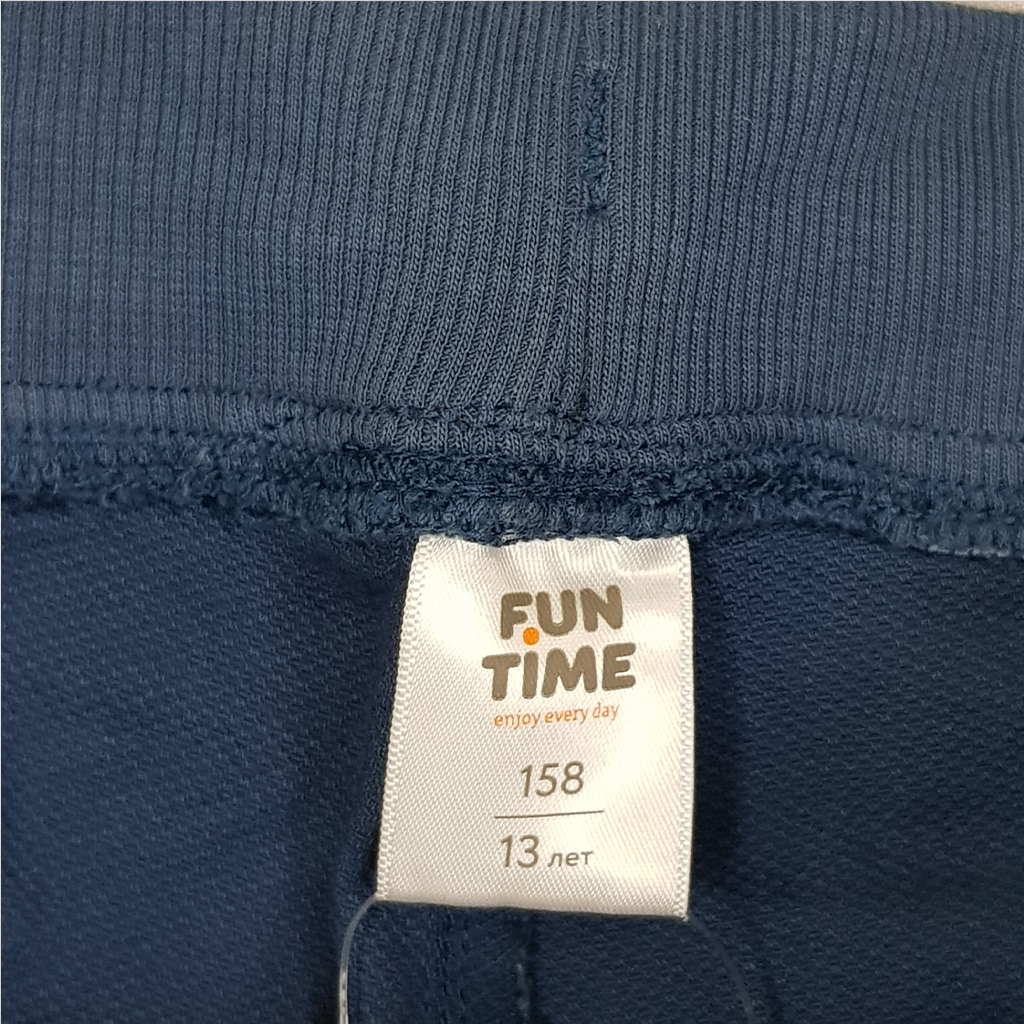 FUN
TIME
enjoy every day
158
13 лет